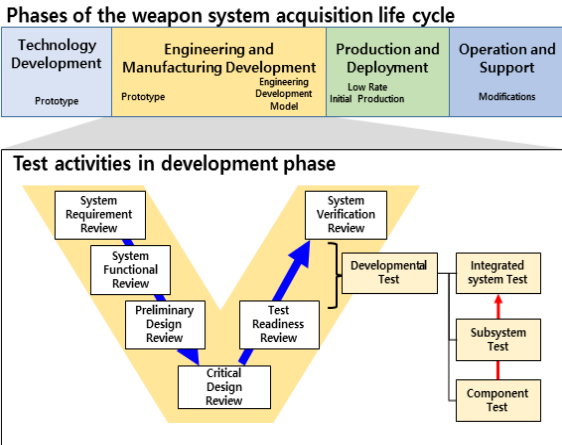 Phases of the weapon system acquisition life cycle
Technology
Development
Prototype
Engineering and
Manufacturing Development
Prototype
Engineering
Development
Model
Production and
Deployment
Low Rate
Initial Production
Operation and
Support
Modifications
Test activities in development phase
System
Requirement
Review
System
Functional
Review
Preliminary
Design
Review
Critical
Design
Review
Test
Readiness
Review
System
Verification
Review
Developmental
Test
Integrated
system Test
Subsystem
Test
Component
Test